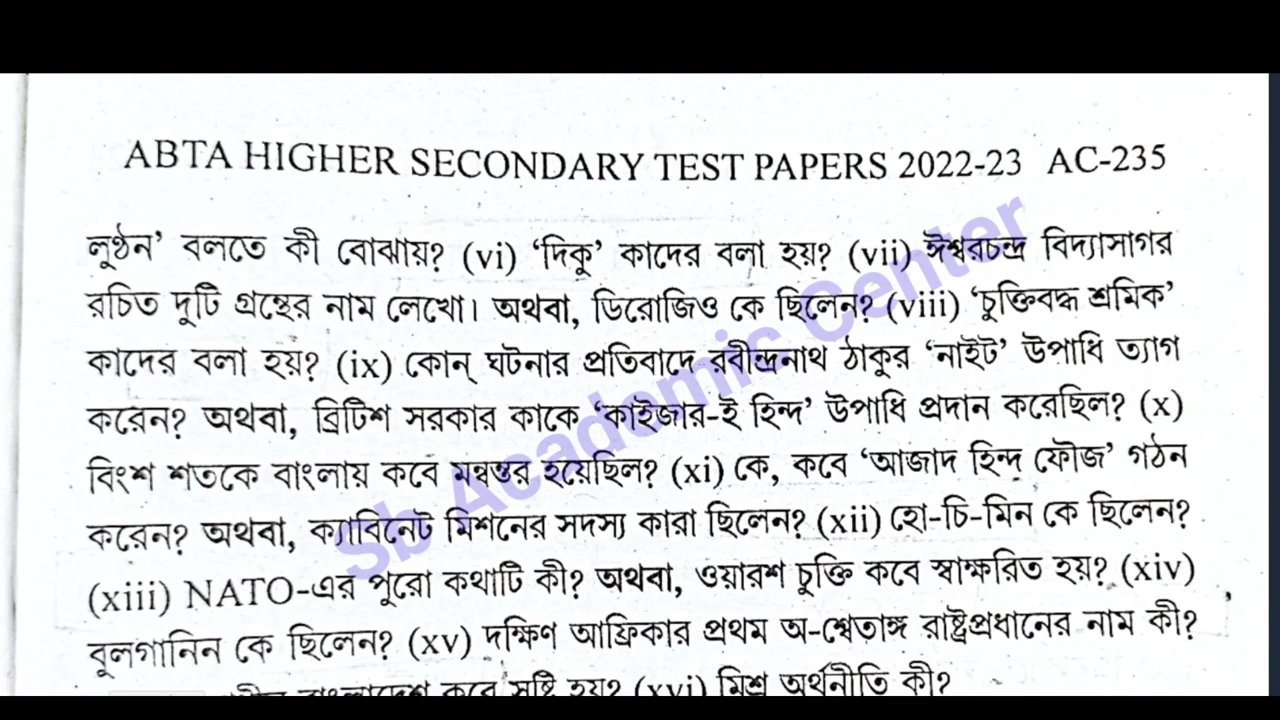 ABTA HIGHER SECONDARY TEST PAPERS 2022-23 AC-235
লুণ্ঠন’ বলতে কী বোঝায়? (vi) ‘দিকু’ কাদের বলা হয়? (vii) ঈশ্বরচন্দ্র বিদ্যাসাগর
রচিত দুটি গ্রন্থের নাম লেখো। অথবা, ডিরোজিও কে ছিলেন? (viii) ‘চুক্তিবদ্ধ শ্রমিক’
কাদের বলা হয়? (ix) কোন্ ঘটনার প্রতিবাদে রবীন্দ্রনাথ ঠাকুর ‘নাইট’ উপাধি ত্যাগ
করেন? অথবা, ব্রিটিশ সরকার কাকে ‘কাইজার-ই হিন্দ’ উপাধি প্রদান করেছিল? (x)
বিংশ শতকে বাংলায় কবে মন্বন্তর হয়েছিল? (xi) কে, কবে ‘আজাদ হিন্দ্ ফৌজ’ গঠন
করেন? অথবা, ক্যাবিনেট মিশনের সদস্য কারা ছিলেন? (xii) হো-চি-মিন কে ছিলেন?
(xiii) NATO-এর পুরো কথাটি কী? অথবা, ওয়ারশ চুক্তি কবে স্বাক্ষরিত হয়? (xiv)
বুলগানিন কে ছিলেন? (xv) দক্ষিণ আফ্রিকার প্রথম অ-শ্বেতাঙ্গ রাষ্ট্রপ্রধানের নাম কী?
বাংলাদেশ কবে সৃষ্টি হয়? (xvi) মিশ্র অর্থনীতি কী?
Sb Academic Center